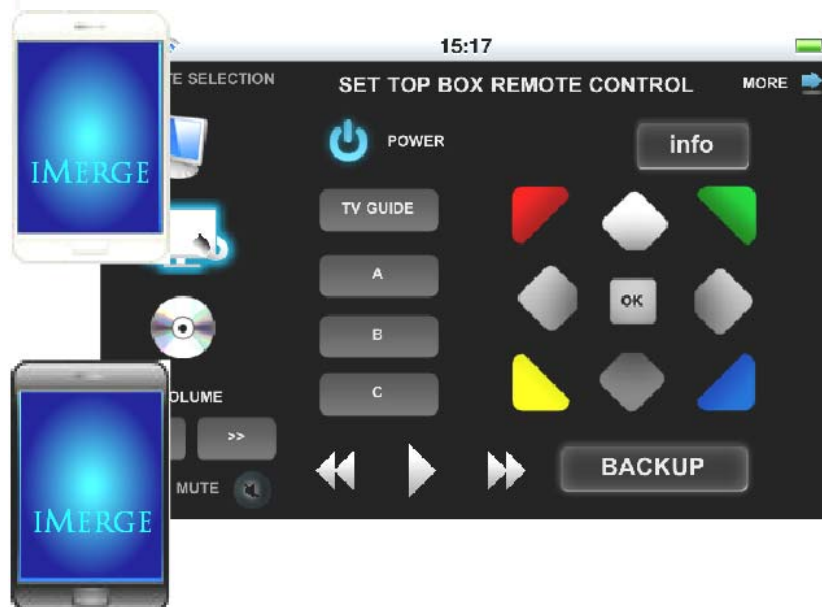 15:17
TE SELECTION
SET TOP BOX REMOTE CONTROL
MORE
POWER
info
iMERGE
TV GUIDE
A
OK
B
C
OLUME
>>
BACKUP
MUTE
iMERGE